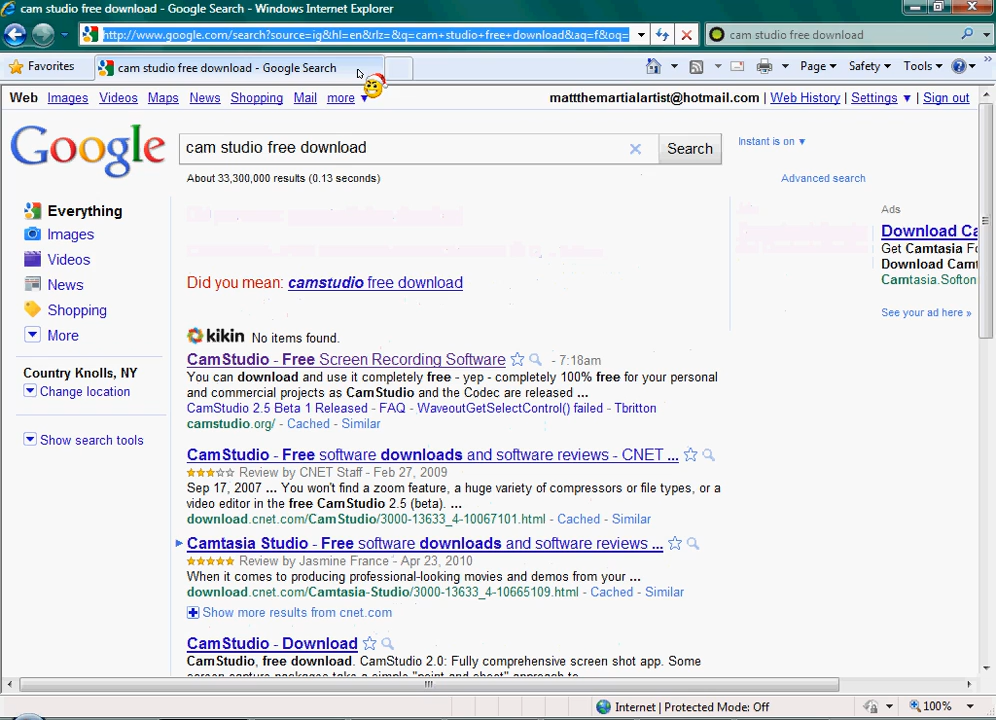 cam studio free download - Google Search - Windows Internet Explorer
http://www.google.com/search?source=ig&hl=en&rlz=&q=cam+studio+free+download&aq=f&oq=
cam studio free download
Favorites
cam studio free download - Google Search
Page
Safety
Tools
Web Images Videos Maps News Shopping Mail more
mattthemartialartist@hotmail.com | Web History | Settings | Sign out
Google
cam studio free download
Search
Instant is on
About 33,300,000 results (0.13 seconds)
Advanced search
Everything
Images
Videos
News
Shopping
More
Country Knolls, NY
Change location
Show search tools
Did you mean: camstudio free download
kikin No items found.
CamStudio - Free Screen Recording Software - 7:18am
You can download and use it completely free - yep - completely 100% free for your personal
and commercial projects as CamStudio and the Codec are released ...
CamStudio 2.5 Beta 1 Released - FAQ - WaveoutGetSelectControl() failed - Tbritton
camstudio.org/ - Cached - Similar
CamStudio - Free software downloads and software reviews - CNET ...
Review by CNET Staff - Feb 27, 2009
Sep 17, 2007 ... You won't find a zoom feature, a huge variety of compressors or file types, or a
video editor in the free CamStudio 2.5 (beta). ...
download.cnet.com/CamStudio/3000-13633_4-10067101.html - Cached - Similar
Camtasia Studio - Free software downloads and software reviews ...
Review by Jasmine France - Apr 23, 2010
When it comes to producing professional-looking movies and demos from your ...
download.cnet.com/Camtasia-Studio/3000-13633_4-10665109.html - Cached - Similar
Show more results from cnet.com
CamStudio - Download
CamStudio, free download. CamStudio 2.0: Fully comprehensive screen shot app. Some
Ads
Download Ca
Get Camtasia Fo
Download Camt
Camtasia.Softon
See your ad here »
Internet | Protected Mode: Off
100%